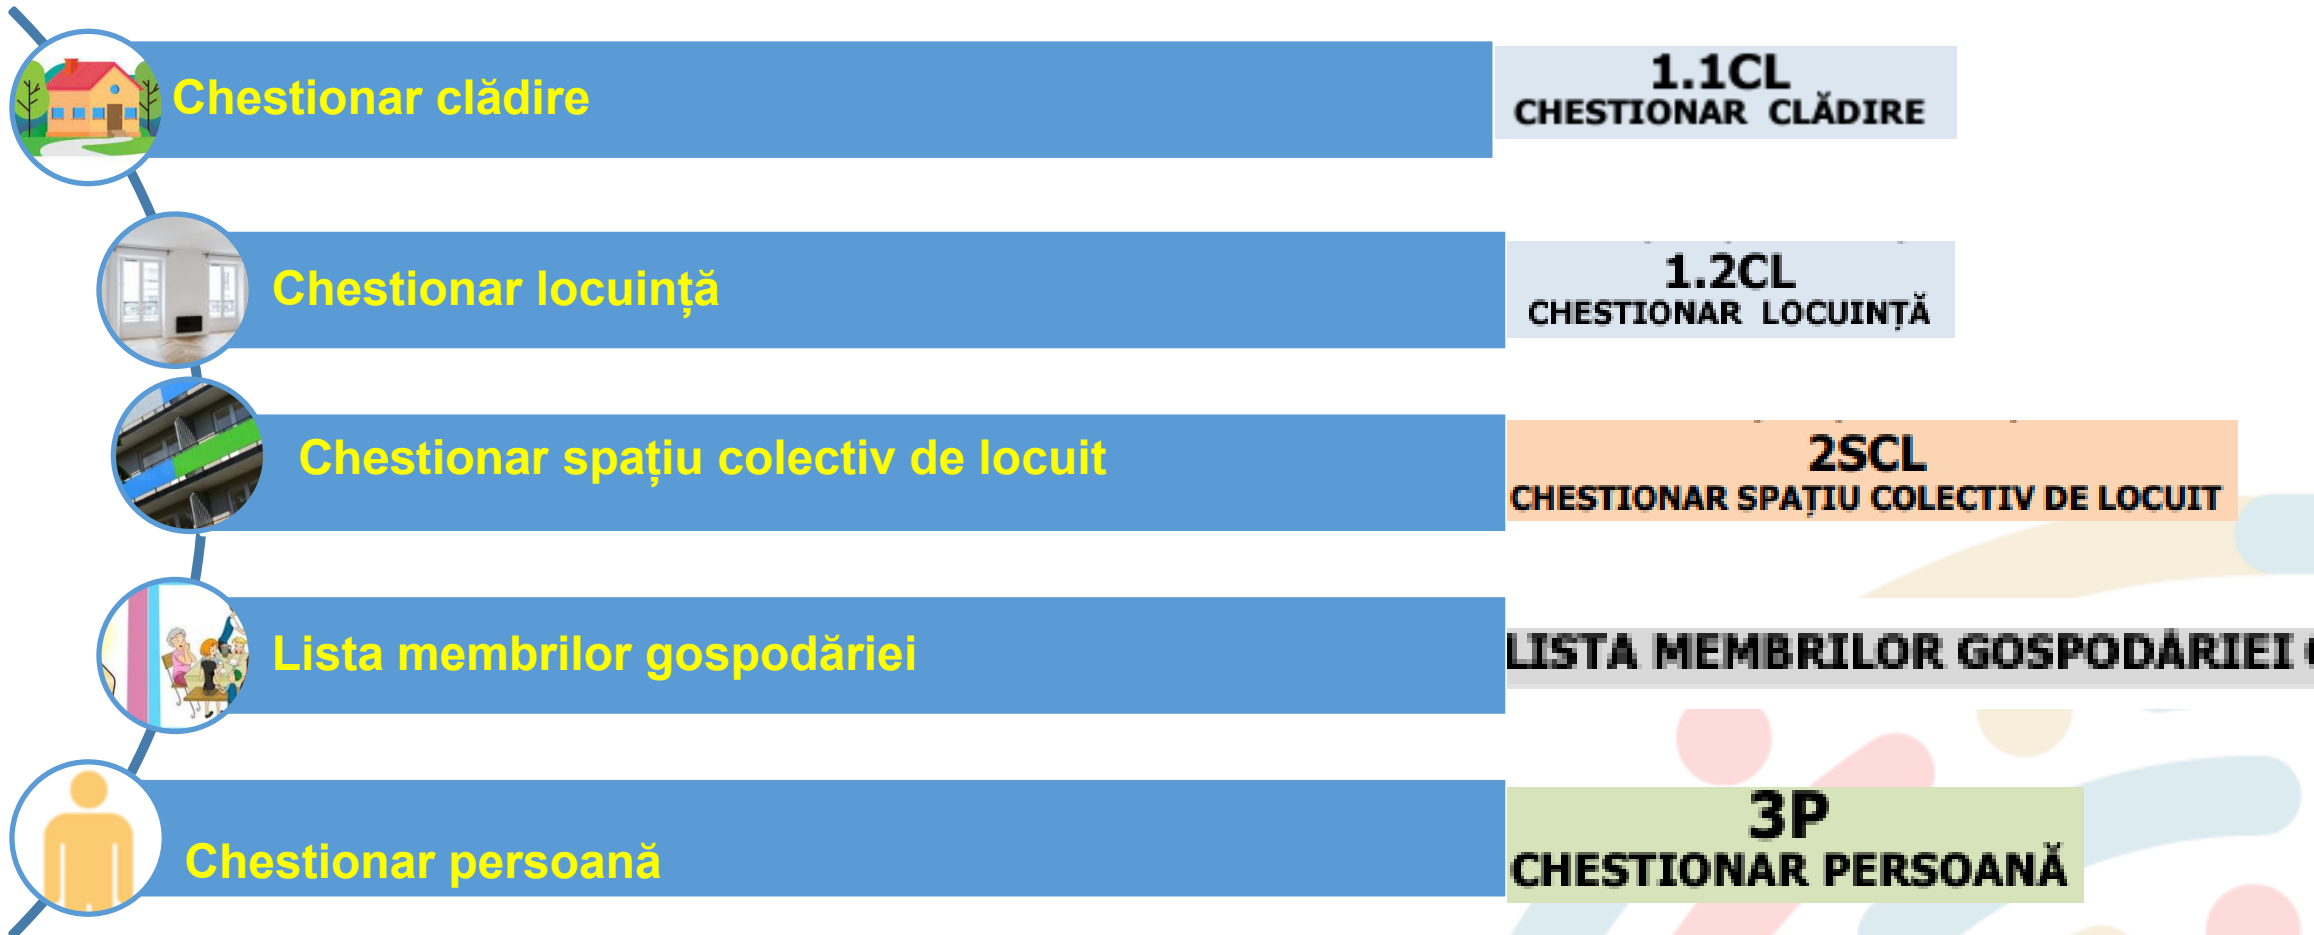 Chestionar clădire
1.1CL
CHESTIONAR CLĂDIRE
Chestionar locuință
1.2CL
CHESTIONAR LOCUINȚĂ
Chestionar spațiu colectiv de locuit
2SCL
CHESTIONAR SPAȚIU COLECTIV DE LOCUIT
Lista membrilor gospodăriei
LISTA MEMBRILOR GOSPODĂRIEI
Chestionar persoană
3P
CHESTIONAR PERSOANĂ